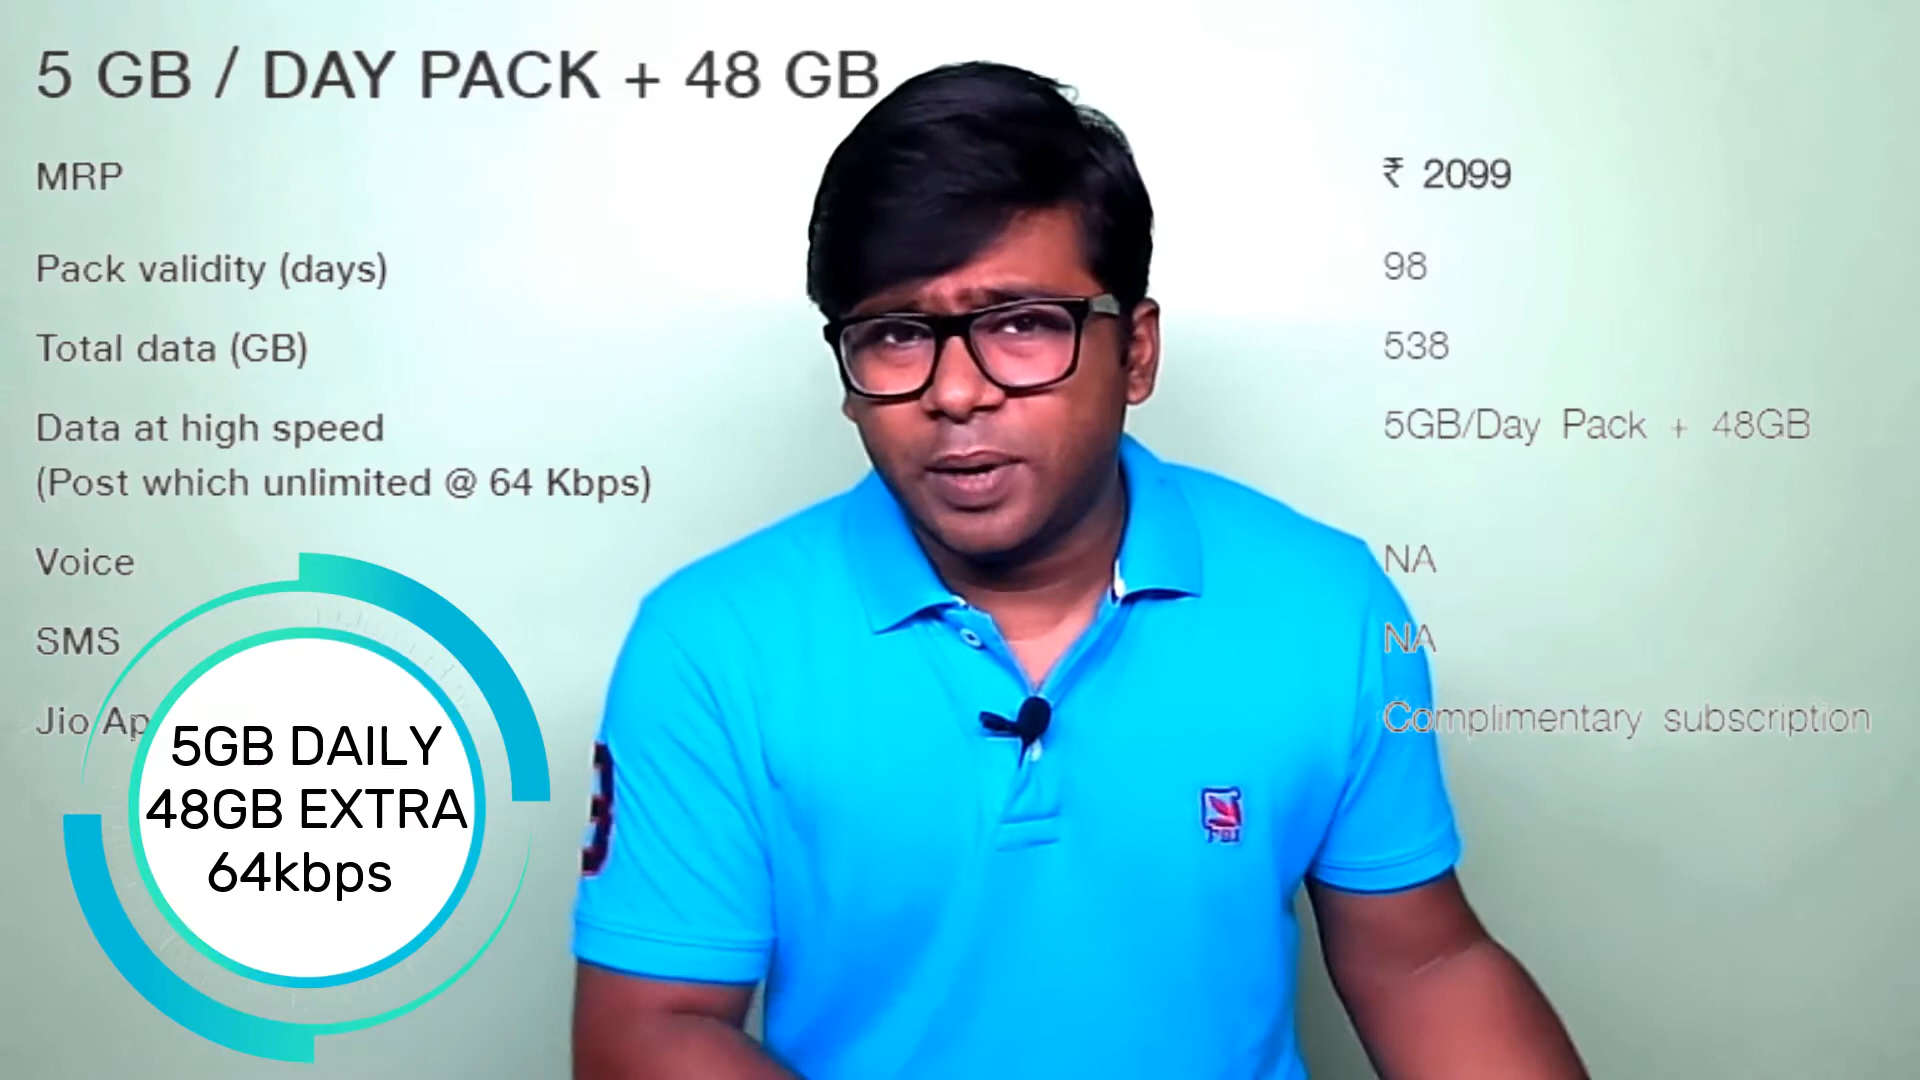 5 GB / DAY PACK + 48 GB
MRP ₹ 2099
Pack validity (days) 98
Total data (GB) 538
Data at high speed
(Post which unlimited @ 64 Kbps) 5GB/Day Pack + 48GB
Voice NA
SMS NA
Jio Ap Complimentary subscription
5GB DAILY
48GB EXTRA
64kbps